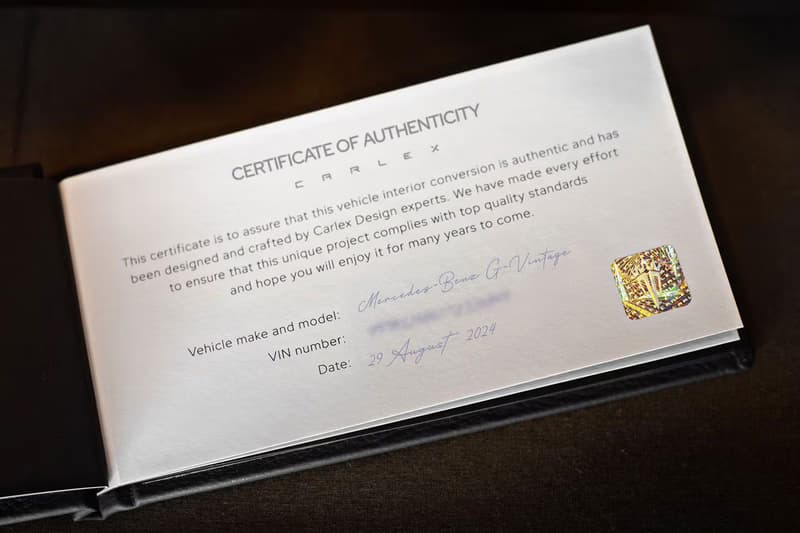 CERTIFICATE OF AUTHENTICITY
CARLEX
This certificate is to assure that this vehicle interior conversion is authentic and has
been designed and crafted by Carlex Design experts. We have made every effort
to ensure that this unique project complies with top quality standards
and hope you will enjoy it for many years to come.
Vehicle make and model: Mercedes-Benz G-Vintage
VIN number:
Date: 29 August 2024